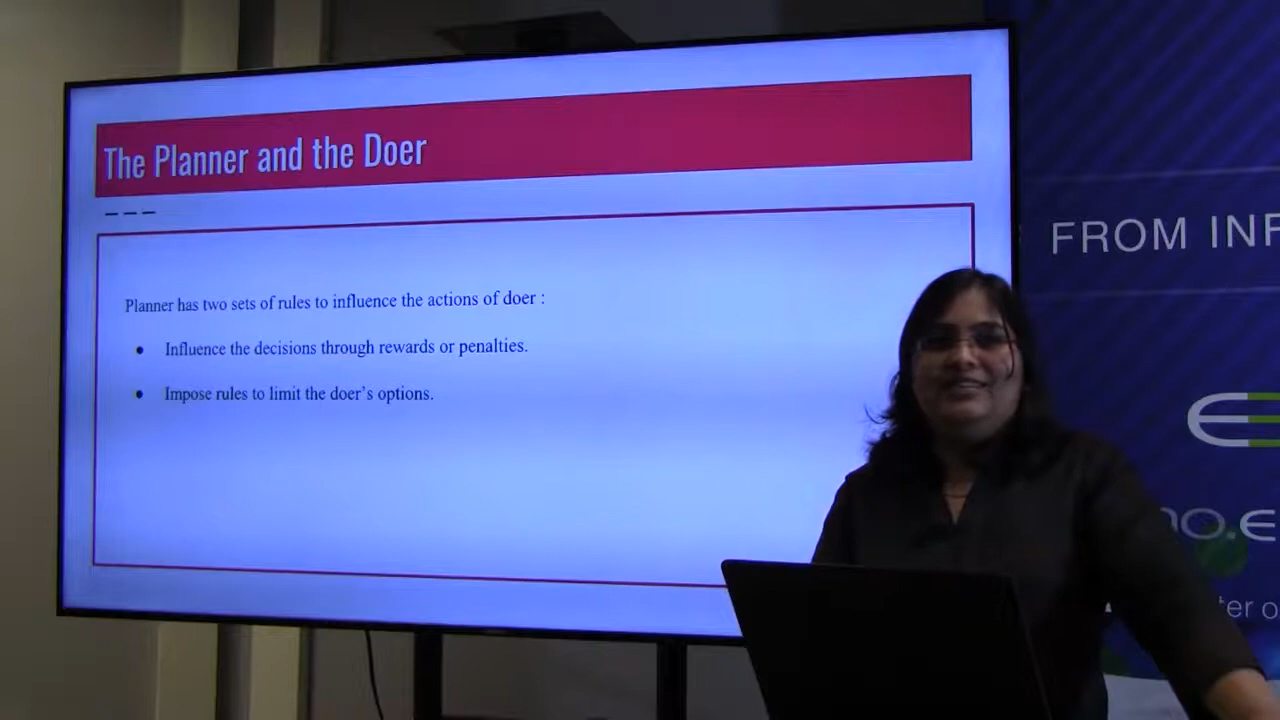 The Planner and the Doer
Planner has two sets of rules to influence the actions of doer :
● Influence the decisions through rewards or penalties.
● Impose rules to limit the doer's options.
FROM